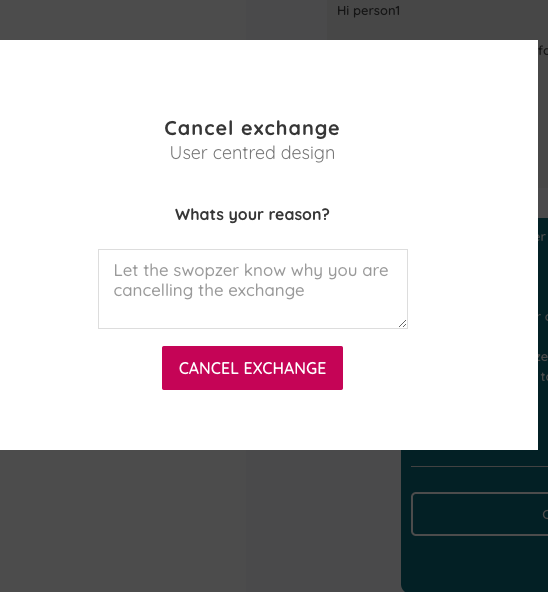 Hi person1
Cancel exchange
User centred design
Whats your reason?
Let the swopzer know why you are
cancelling the exchange
CANCEL EXCHANGE